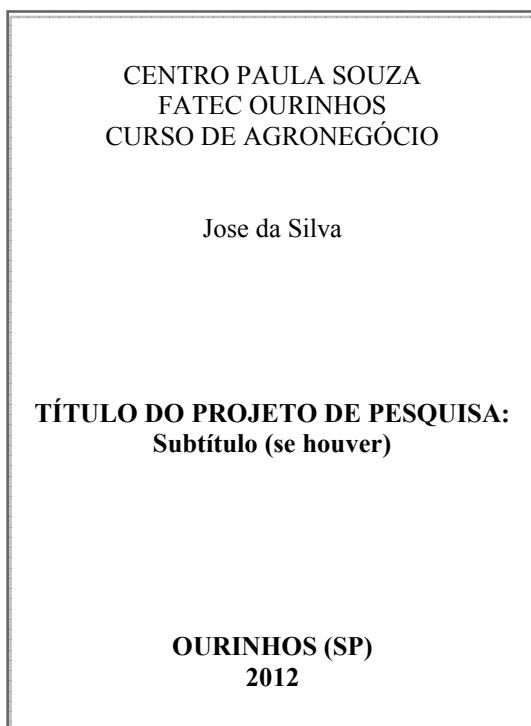 CENTRO PAULA SOUZA
FATEC OURINHOS
CURSO DE AGRONEGÓCIO
Jose da Silva
TÍTULO DO PROJETO DE PESQUISA:
Subtítulo (se houver)
OURINHOS (SP)
2012